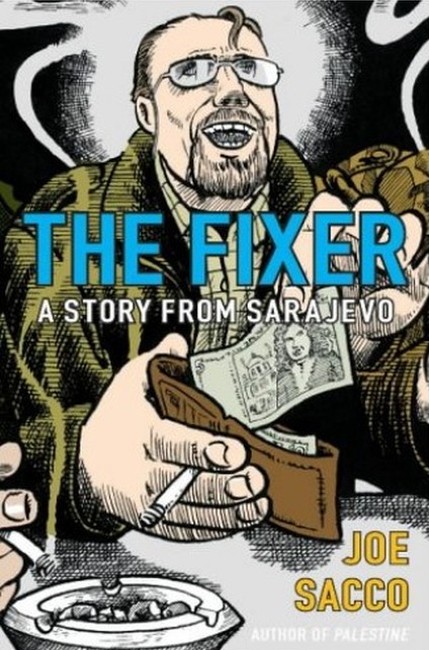 THE FIXER
A STORY FROM SARAJEVO
JOE
SACCO
AUTHOR OF PALESTINE